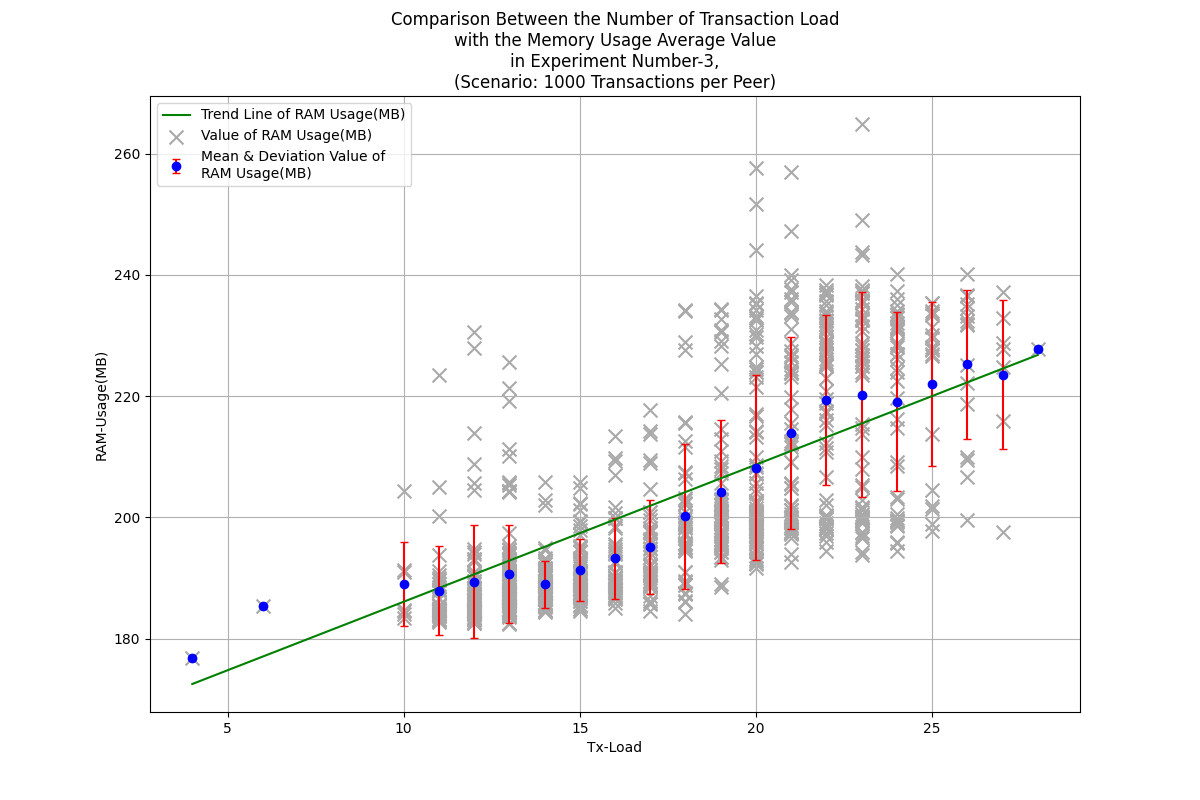 Comparison Between the Number of Transaction Load
with the Memory Usage Average Value
in Experiment Number-3,
(Scenario: 1000 Transactions per Peer)
Trend Line of RAM Usage(MB)
Value of RAM Usage(MB)
Mean & Deviation Value of
RAM Usage(MB)
RAM-Usage(MB)
260
240
220
200
180
5
10
15
20
25
Tx-Load